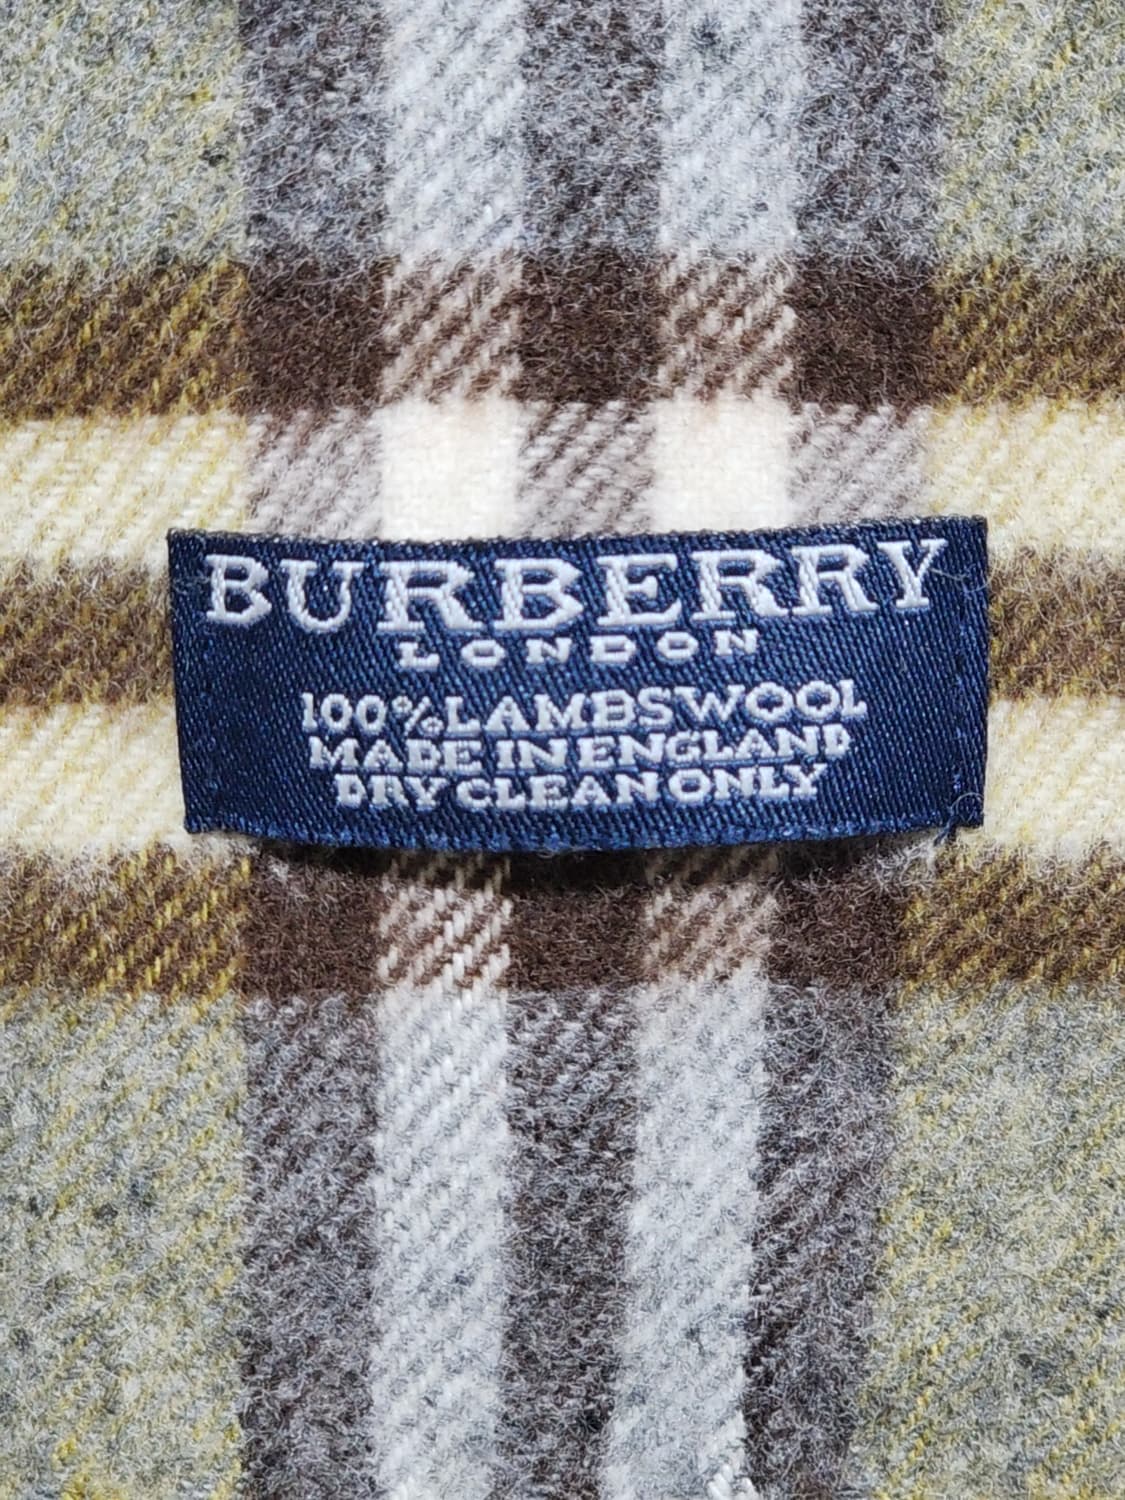 BURBERRY
LONDON
100% LAMBSWOOL
MADE IN ENGLAND
DRY CLEAN ONLY